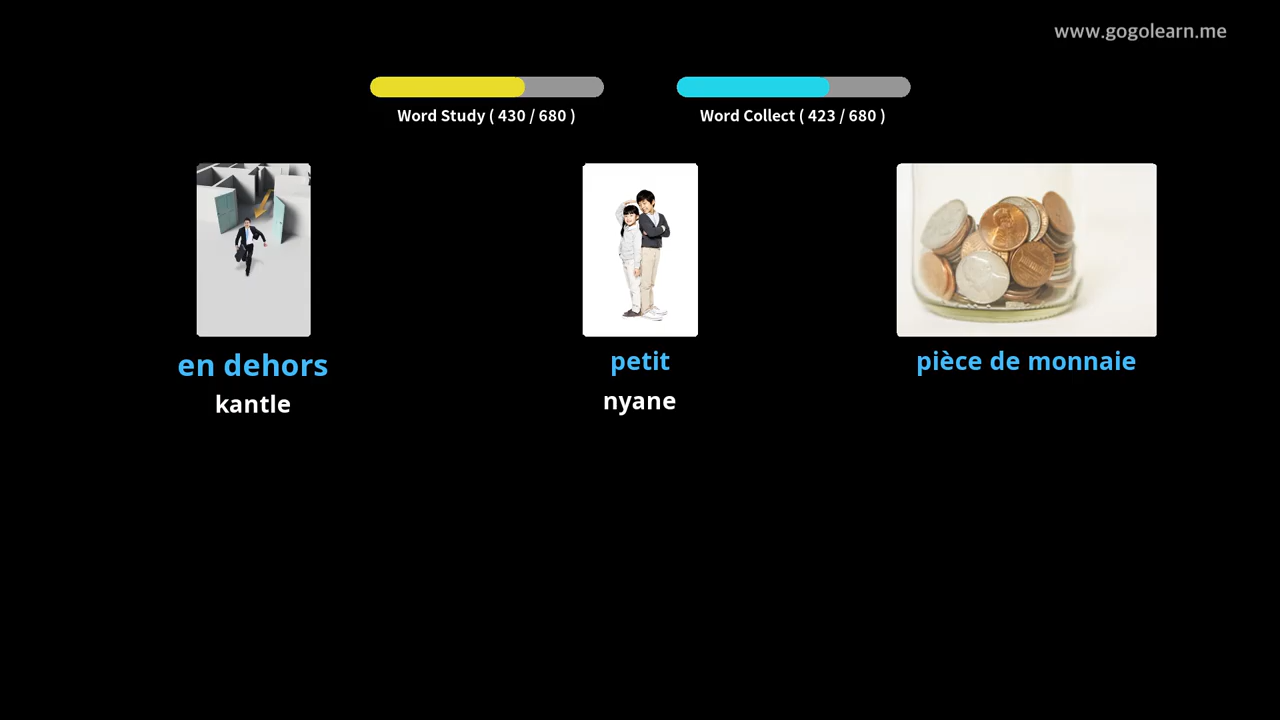 www.gogolearn.me
Word Study ( 430 / 680 )
Word Collect ( 423 / 680 )
en dehors
kantle
petit
nyane
pièce de monnaie